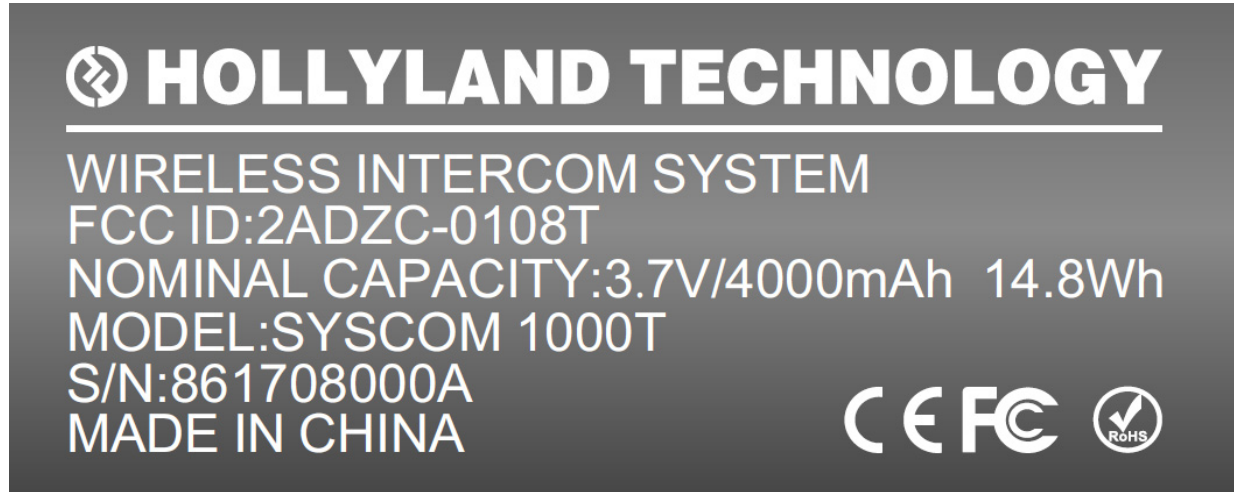 HOLLYLAND TECHNOLOGY
WIRELESS INTERCOM SYSTEM
FCC ID:2ADZC-0108T
NOMINAL CAPACITY:3.7V/4000mAh 14.8Wh
MODEL:SYSCOM 1000T
S/N:861708000A
MADE IN CHINA
CE FC RoHS